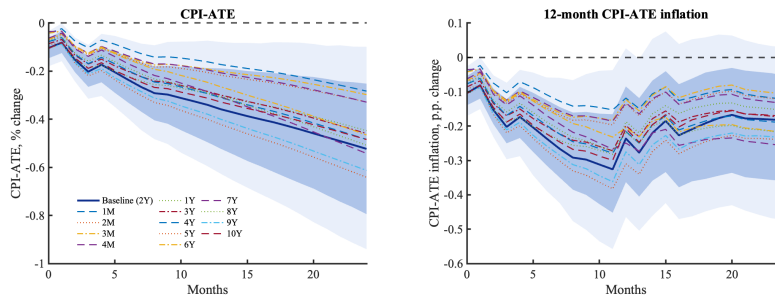 CPI-ATE
0
-0.2
-0.4
-0.6
-0.8
-1
CPI-ATE, % change
Baseline (2Y)
1M
2M
3M
4M
1Y
3Y
4Y
5Y
6Y
7Y
8Y
9Y
10Y
0 5 10 15 20
Months
12-month CPI-ATE inflation
0.1
0
-0.1
-0.2
-0.3
-0.4
-0.5
-0.6
CPI-ATE inflation, p.p. change
0 5 10 15 20
Months